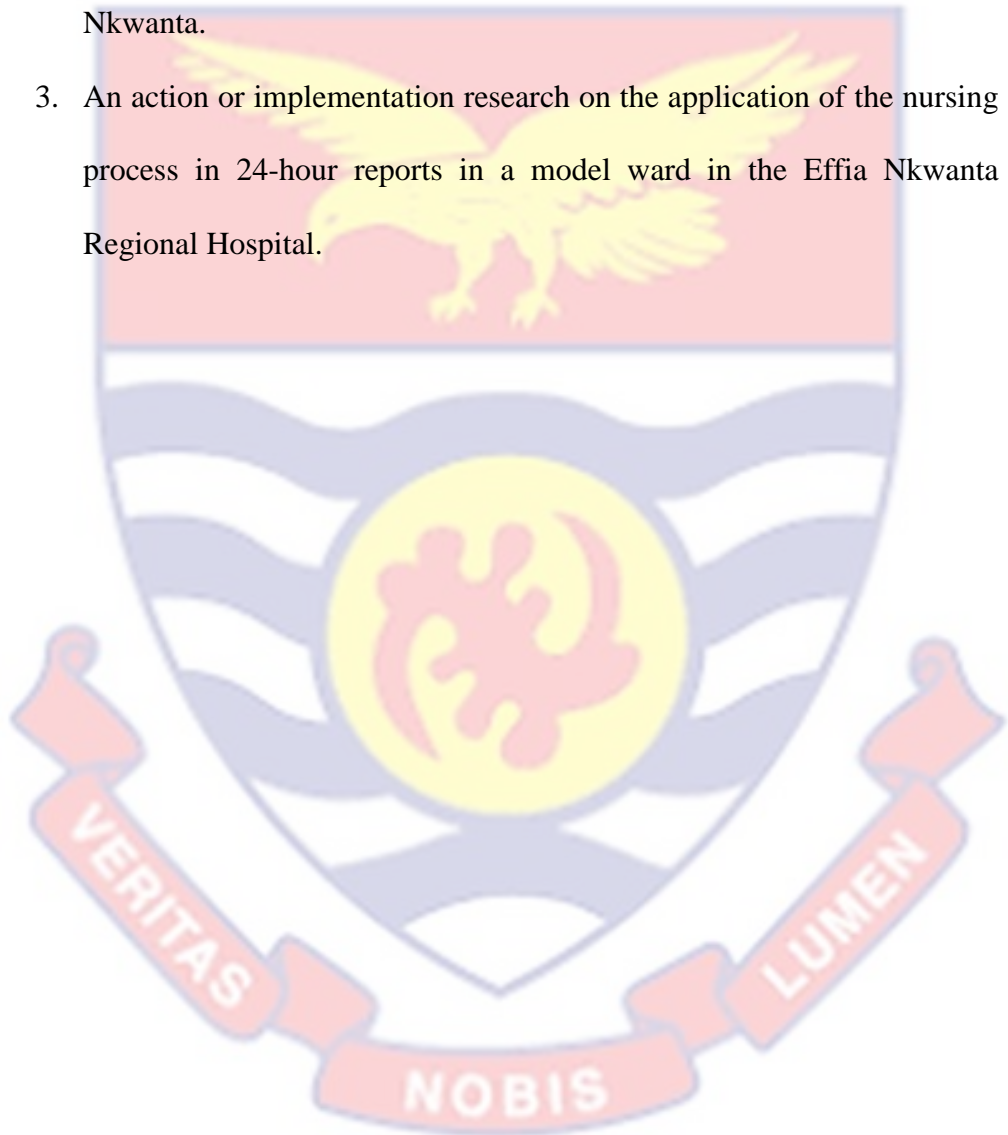 Nkwanta.
3. An action or implementation research on the application of the nursing
process in 24-hour reports in a model ward in the Effia Nkwanta
Regional Hospital.
VERITAS
NOBIS
LUMEN